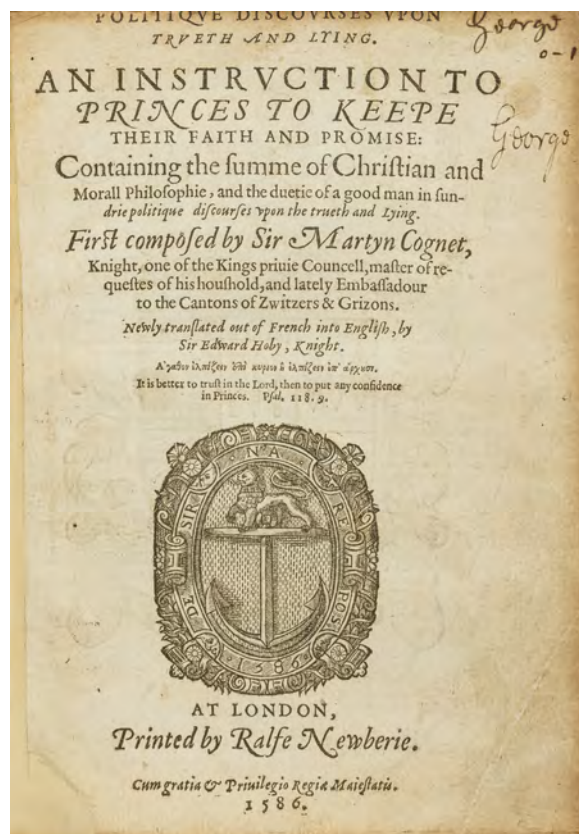 POLITIQVE DISCOVRSES VPON
TRVETH AND LYING.
George
0-1
AN INSTRVCTION TO
PRINCES TO KEEPE
THEIR FAITH AND PROMISE:
George
Containing the ſumme of Chriſtian and
Morall Philoſophie, and the duetie of a good man in ſun-
drie politique diſcourſes vpon the trueth and Lying.
Firſt compoſed by Sir Martyn Cognet,
Knight, one of the Kings priuie Councell, maſter of re-
queſtes of his houſhold, and lately Embaſſadour
to the Cantons of Zwitzers & Grizons.
Newly tranſlated out of French into Engliſh, by
Sir Edward Hoby, Knight.
It is better to truſt in the Lord, then to put any confidence
in Princes. Pſal. 118.9.
DE SIR N'A REPOS
1586
AT LONDON,
Printed by Ralfe Newberie.
Cum gratia & Priuilegio Regiæ Maieſtatis.
1586.